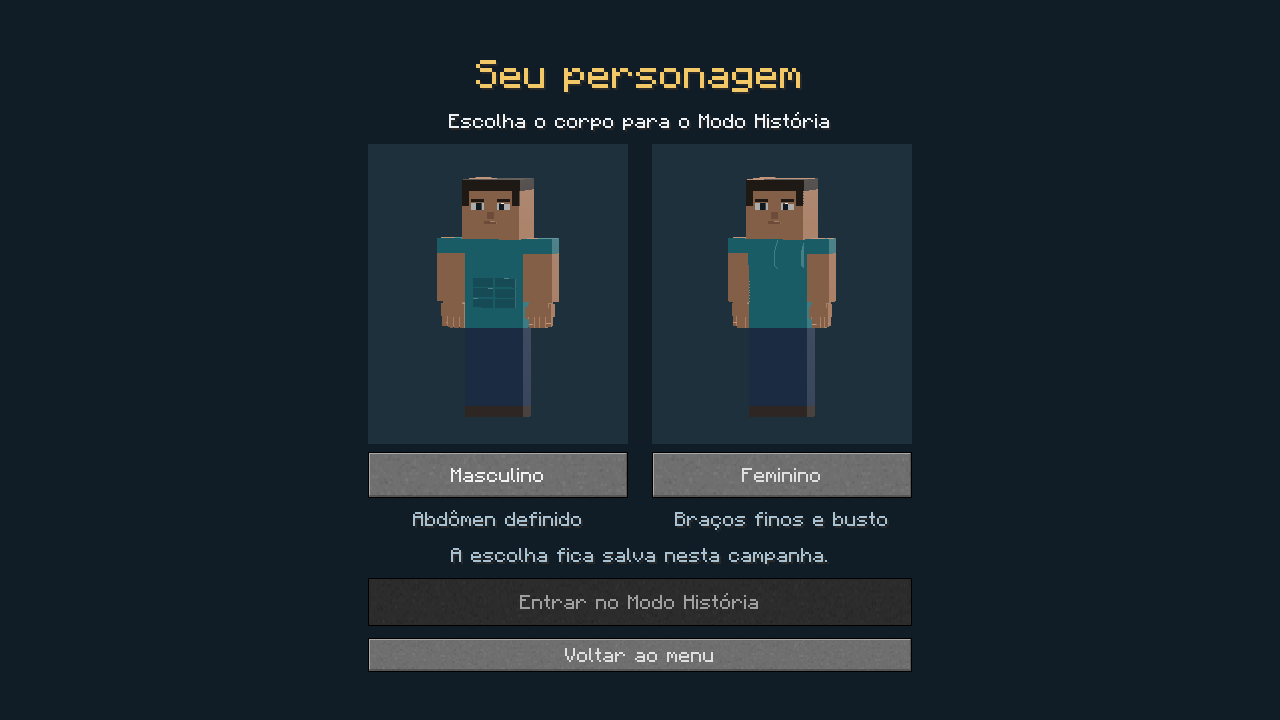 Seu personagem
Escolha o corpo para o Modo História
Masculino
Feminino
Abdômen definido
Braços finos e busto
A escolha fica salva nesta campanha.
Entrar no Modo História
Voltar ao menu